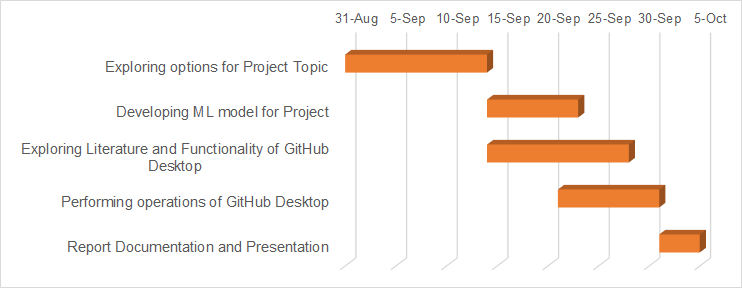 31-Aug 5-Sep 10-Sep 15-Sep 20-Sep 25-Sep 30-Sep 5-Oct
Exploring options for Project Topic
Developing ML model for Project
Exploring Literature and Functionality of GitHub
Desktop
Performing operations of GitHub Desktop
Report Documentation and Presentation